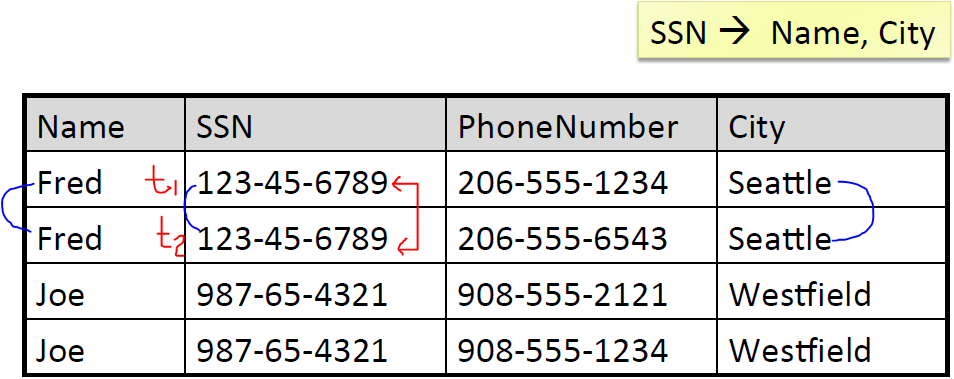 SSN → Name, City
Name SSN PhoneNumber City
Fred t1 123-45-6789 206-555-1234 Seattle
Fred t2 123-45-6789 206-555-6543 Seattle
Joe 987-65-4321 908-555-2121 Westfield
Joe 987-65-4321 908-555-1234 Westfield